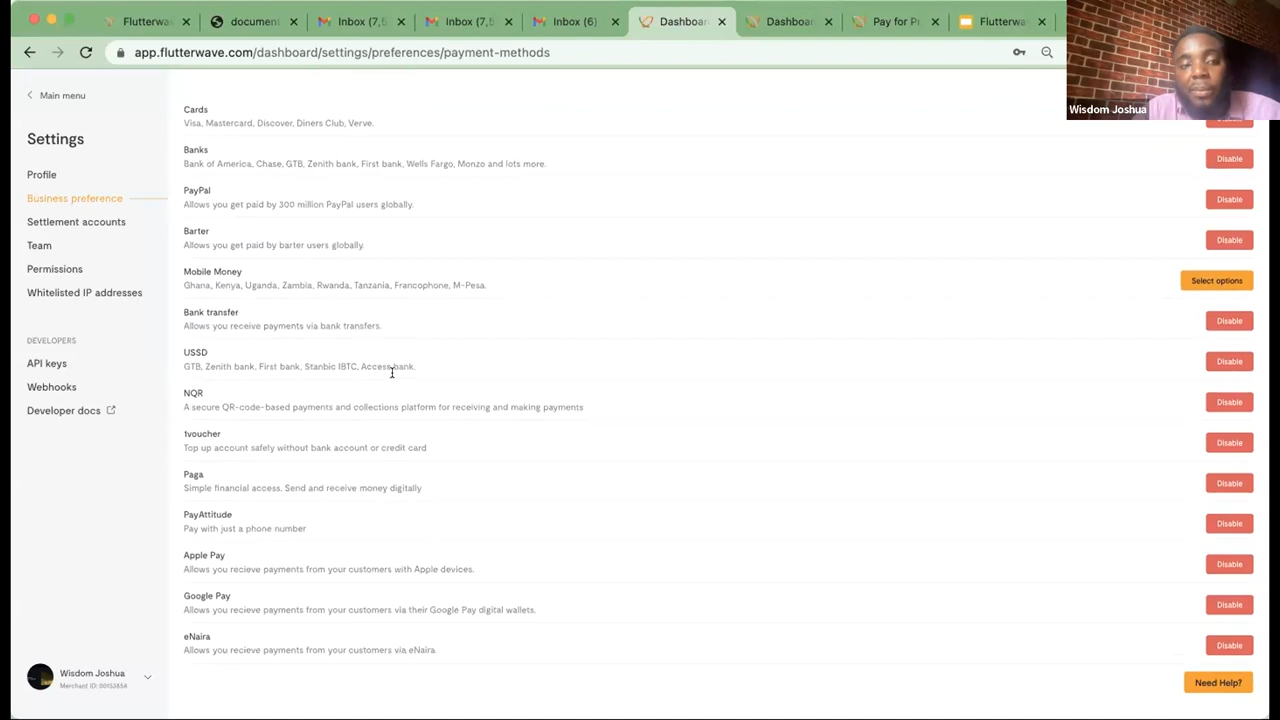 Flutterwav
documen
Inbox (7,5
Inbox (7,5
Inbox (6)
Dashboar
Dashboar
Pay for Pr
Flutterwa
app.flutterwave.com/dashboard/settings/preferences/payment-methods
Wisdom Joshua
Main menu
Settings
Profile
Business preference
Settlement accounts
Team
Permissions
Whitelisted IP addresses
DEVELOPERS
API keys
Webhooks
Developer docs
Wisdom Joshua
Cards
Visa, Mastercard, Discover, Diners Club, Verve.
Disable
Banks
Bank of America, Chase, GTB, Zenith bank, First bank, Wells Fargo, Monzo and lots more.
Disable
PayPal
Allows you get paid by 300 million PayPal users globally.
Disable
Barter
Allows you get paid by barter users globally.
Disable
Mobile Money
Ghana, Kenya, Uganda, Zambia, Rwanda, Tanzania, Francophone, M-Pesa.
Select options
Bank transfer
Allows you receive payments via bank transfers.
Disable
USSD
GTB, Zenith bank, First bank, Stanbic IBTC, Access bank.
Disable
NQR
A secure QR-code-based payments and collections platform for receiving and making payments
Disable
1voucher
Top up account safely without bank account or credit card
Disable
Paga
Simple financial access. Send and receive money digitally
Disable
PayAttitude
Pay with just a phone number
Disable
Apple Pay
Allows you recieve payments from your customers with Apple devices.
Disable
Google Pay
Allows you recieve payments from your customers via their Google Pay digital wallets.
Disable
eNaira
Allows you recieve payments from your customers via eNaira.
Disable
Need Help?